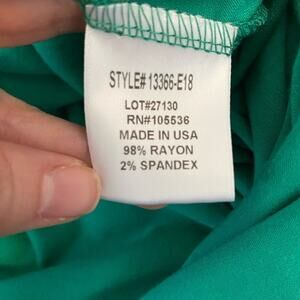 STYLE# 13366-E18
LOT#27130
RN#105536
MADE IN USA
98% RAYON
2% SPANDEX